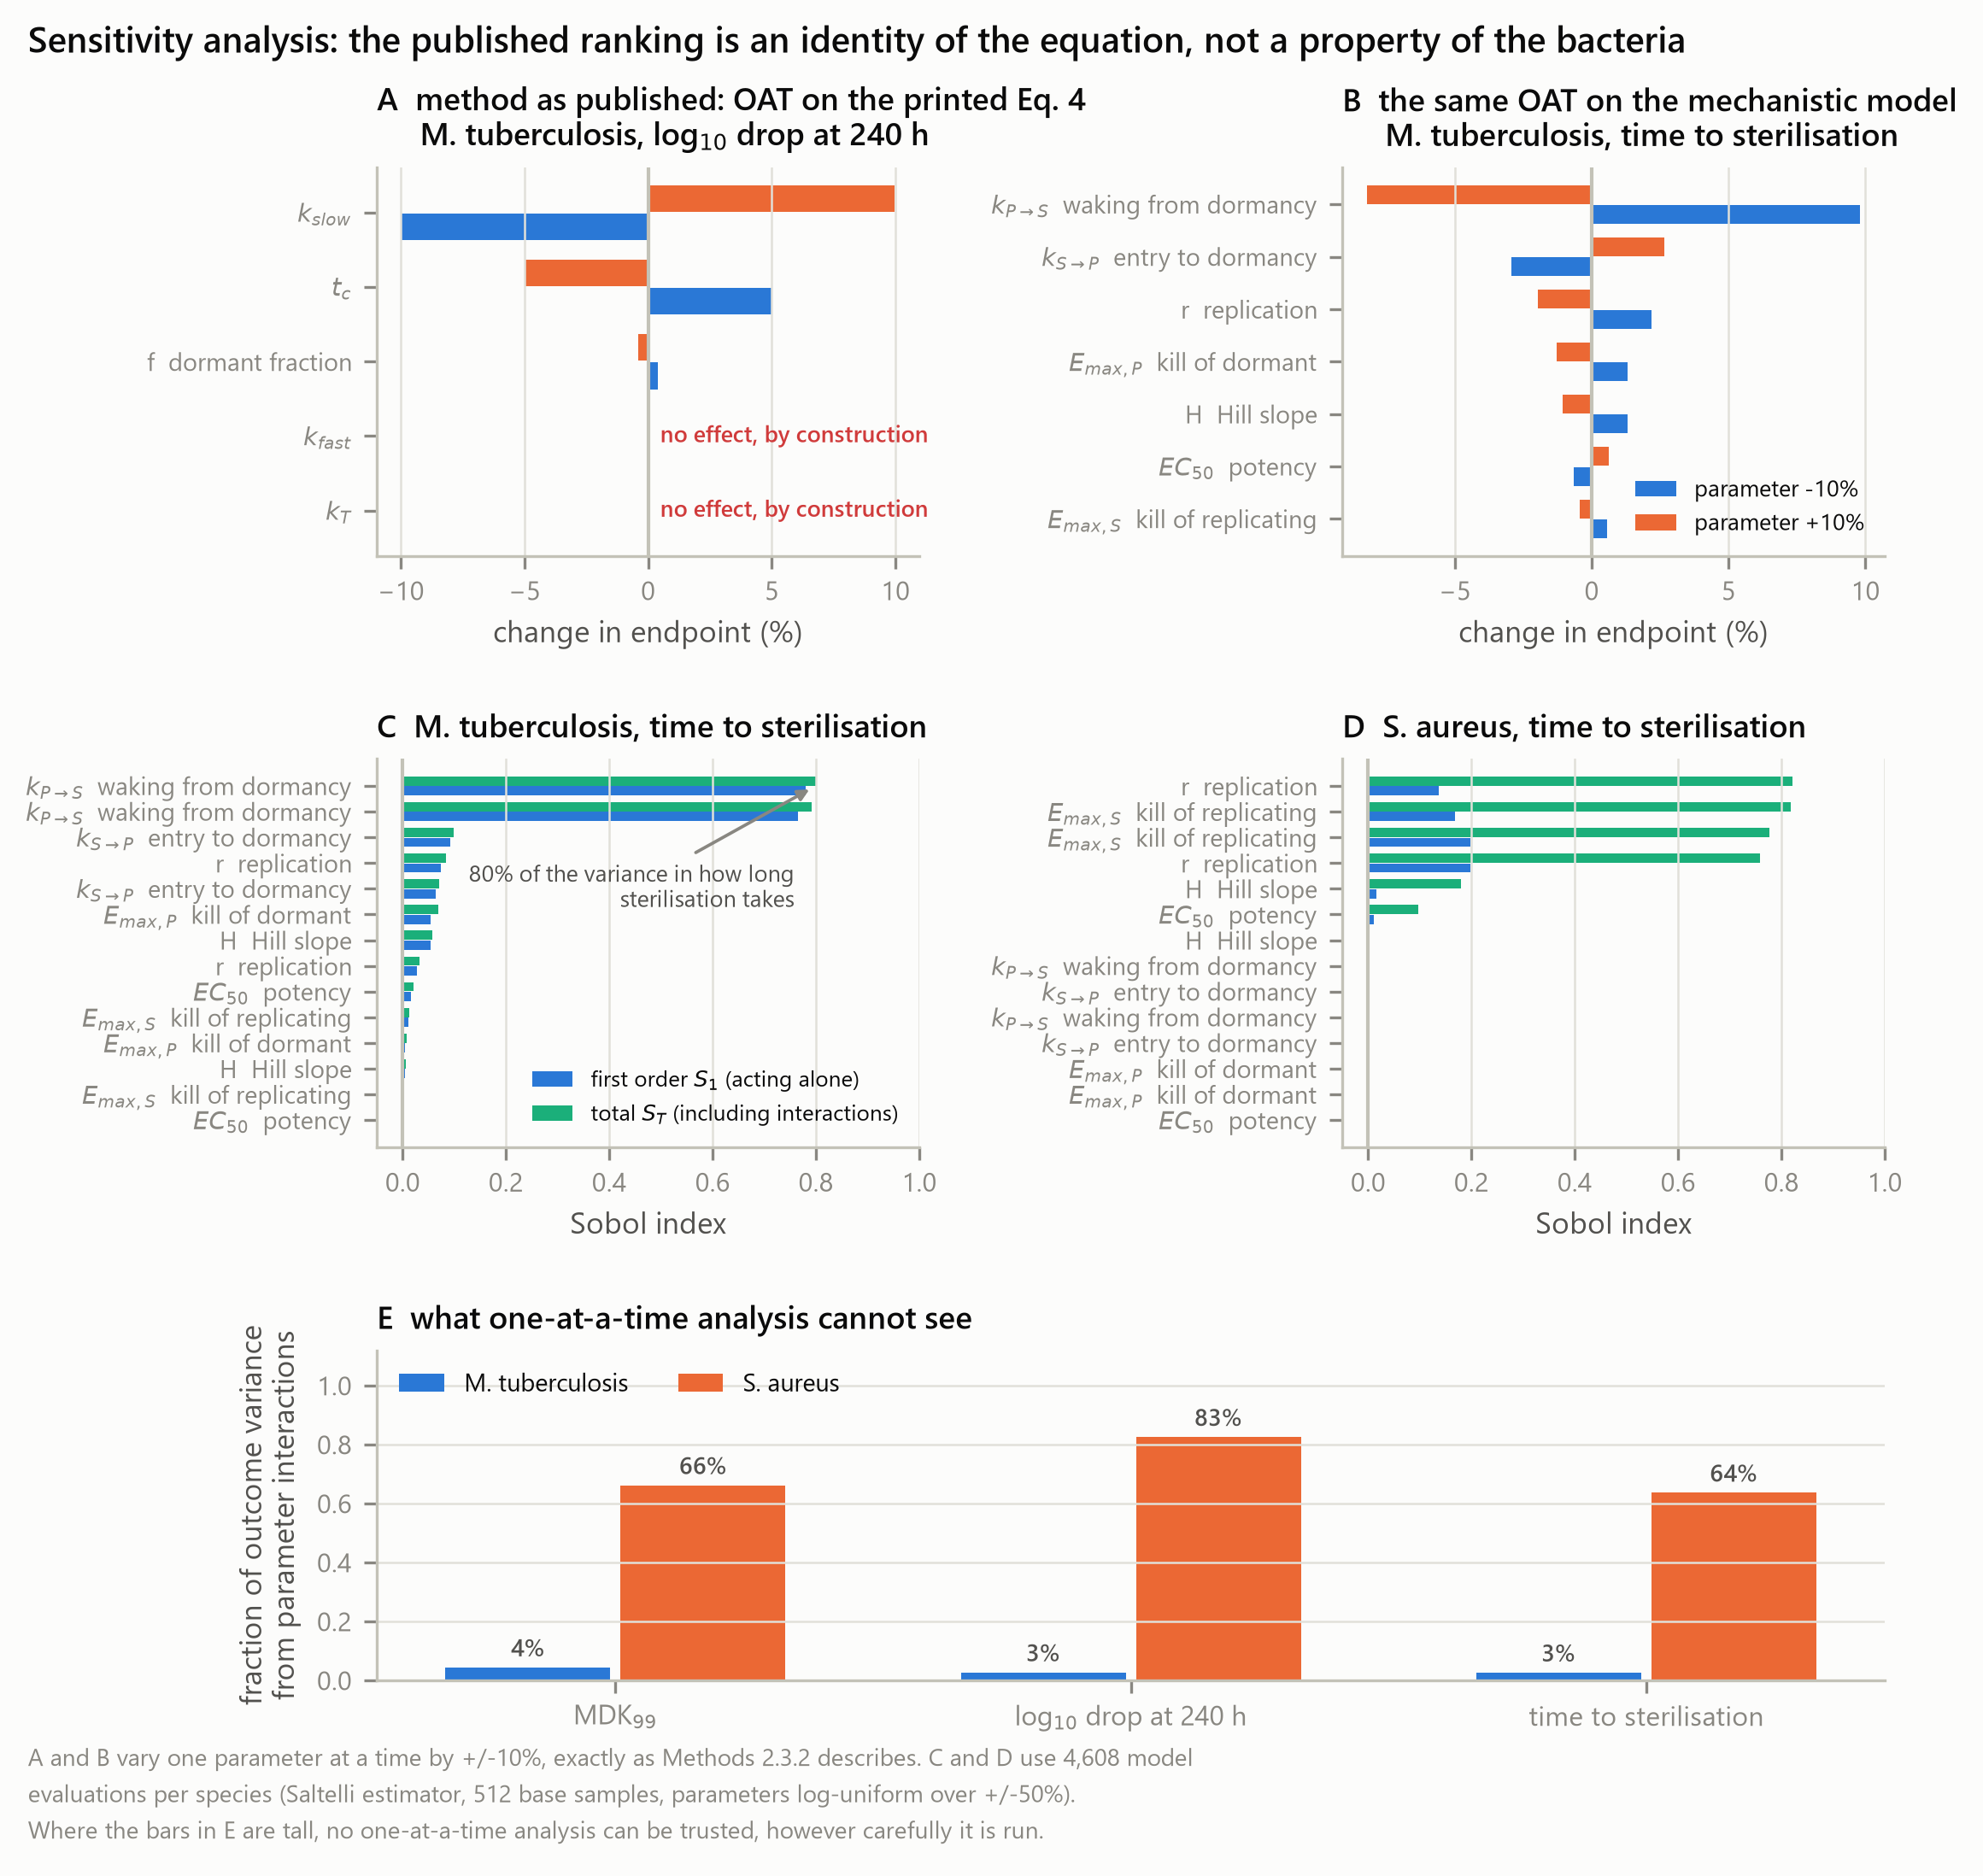 Sensitivity analysis: the published ranking is an identity of the equation, not a property of the bacteria
A method as published: OAT on the printed Eq. 4
M. tuberculosis, log₁₀ drop at 240 h
k_slow
t_c
f dormant fraction
k_fast
k_T
no effect, by construction
no effect, by construction
−10 −5 0 5 10
change in endpoint (%)
B the same OAT on the mechanistic model
M. tuberculosis, time to sterilisation
k_P→S waking from dormancy
k_S→P entry to dormancy
r replication
E_max,P kill of dormant
H Hill slope
EC₅₀ potency
E_max,S kill of replicating
parameter -10%
parameter +10%
−5 0 5 10
change in endpoint (%)
C M. tuberculosis, time to sterilisation
k_P→S waking from dormancy
k_P→S waking from dormancy
k_S→P entry to dormancy
r replication
k_S→P entry to dormancy
E_max,P kill of dormant
H Hill slope
r replication
EC₅₀ potency
E_max,S kill of replicating
E_max,P kill of dormant
H Hill slope
E_max,S kill of replicating
EC₅₀ potency
80% of the variance in how long
sterilisation takes
first order S₁ (acting alone)
total S_T (including interactions)
0.0 0.2 0.4 0.6 0.8 1.0
Sobol index
D S. aureus, time to sterilisation
r replication
E_max,S kill of replicating
E_max,S kill of replicating
r replication
H Hill slope
EC₅₀ potency
H Hill slope
k_P→S waking from dormancy
k_S→P entry to dormancy
k_P→S waking from dormancy
k_S→P entry to dormancy
E_max,P kill of dormant
E_max,P kill of dormant
EC₅₀ potency
0.0 0.2 0.4 0.6 0.8 1.0
Sobol index
E what one-at-a-time analysis cannot see
fraction of outcome variance
from parameter interactions
1.0
0.8
0.6
0.4
0.2
0.0
M. tuberculosis
S. aureus
4%
66%
3%
83%
3%
64%
MDK₉₉
log₁₀ drop at 240 h
time to sterilisation
A and B vary one parameter at a time by +/-10%, exactly as Methods 2.3.2 describes. C and D use 4,608 model
evaluations per species (Saltelli estimator, 512 base samples, parameters log-uniform over +/-50%).
Where the bars in E are tall, no one-at-a-time analysis can be trusted, however carefully it is run.